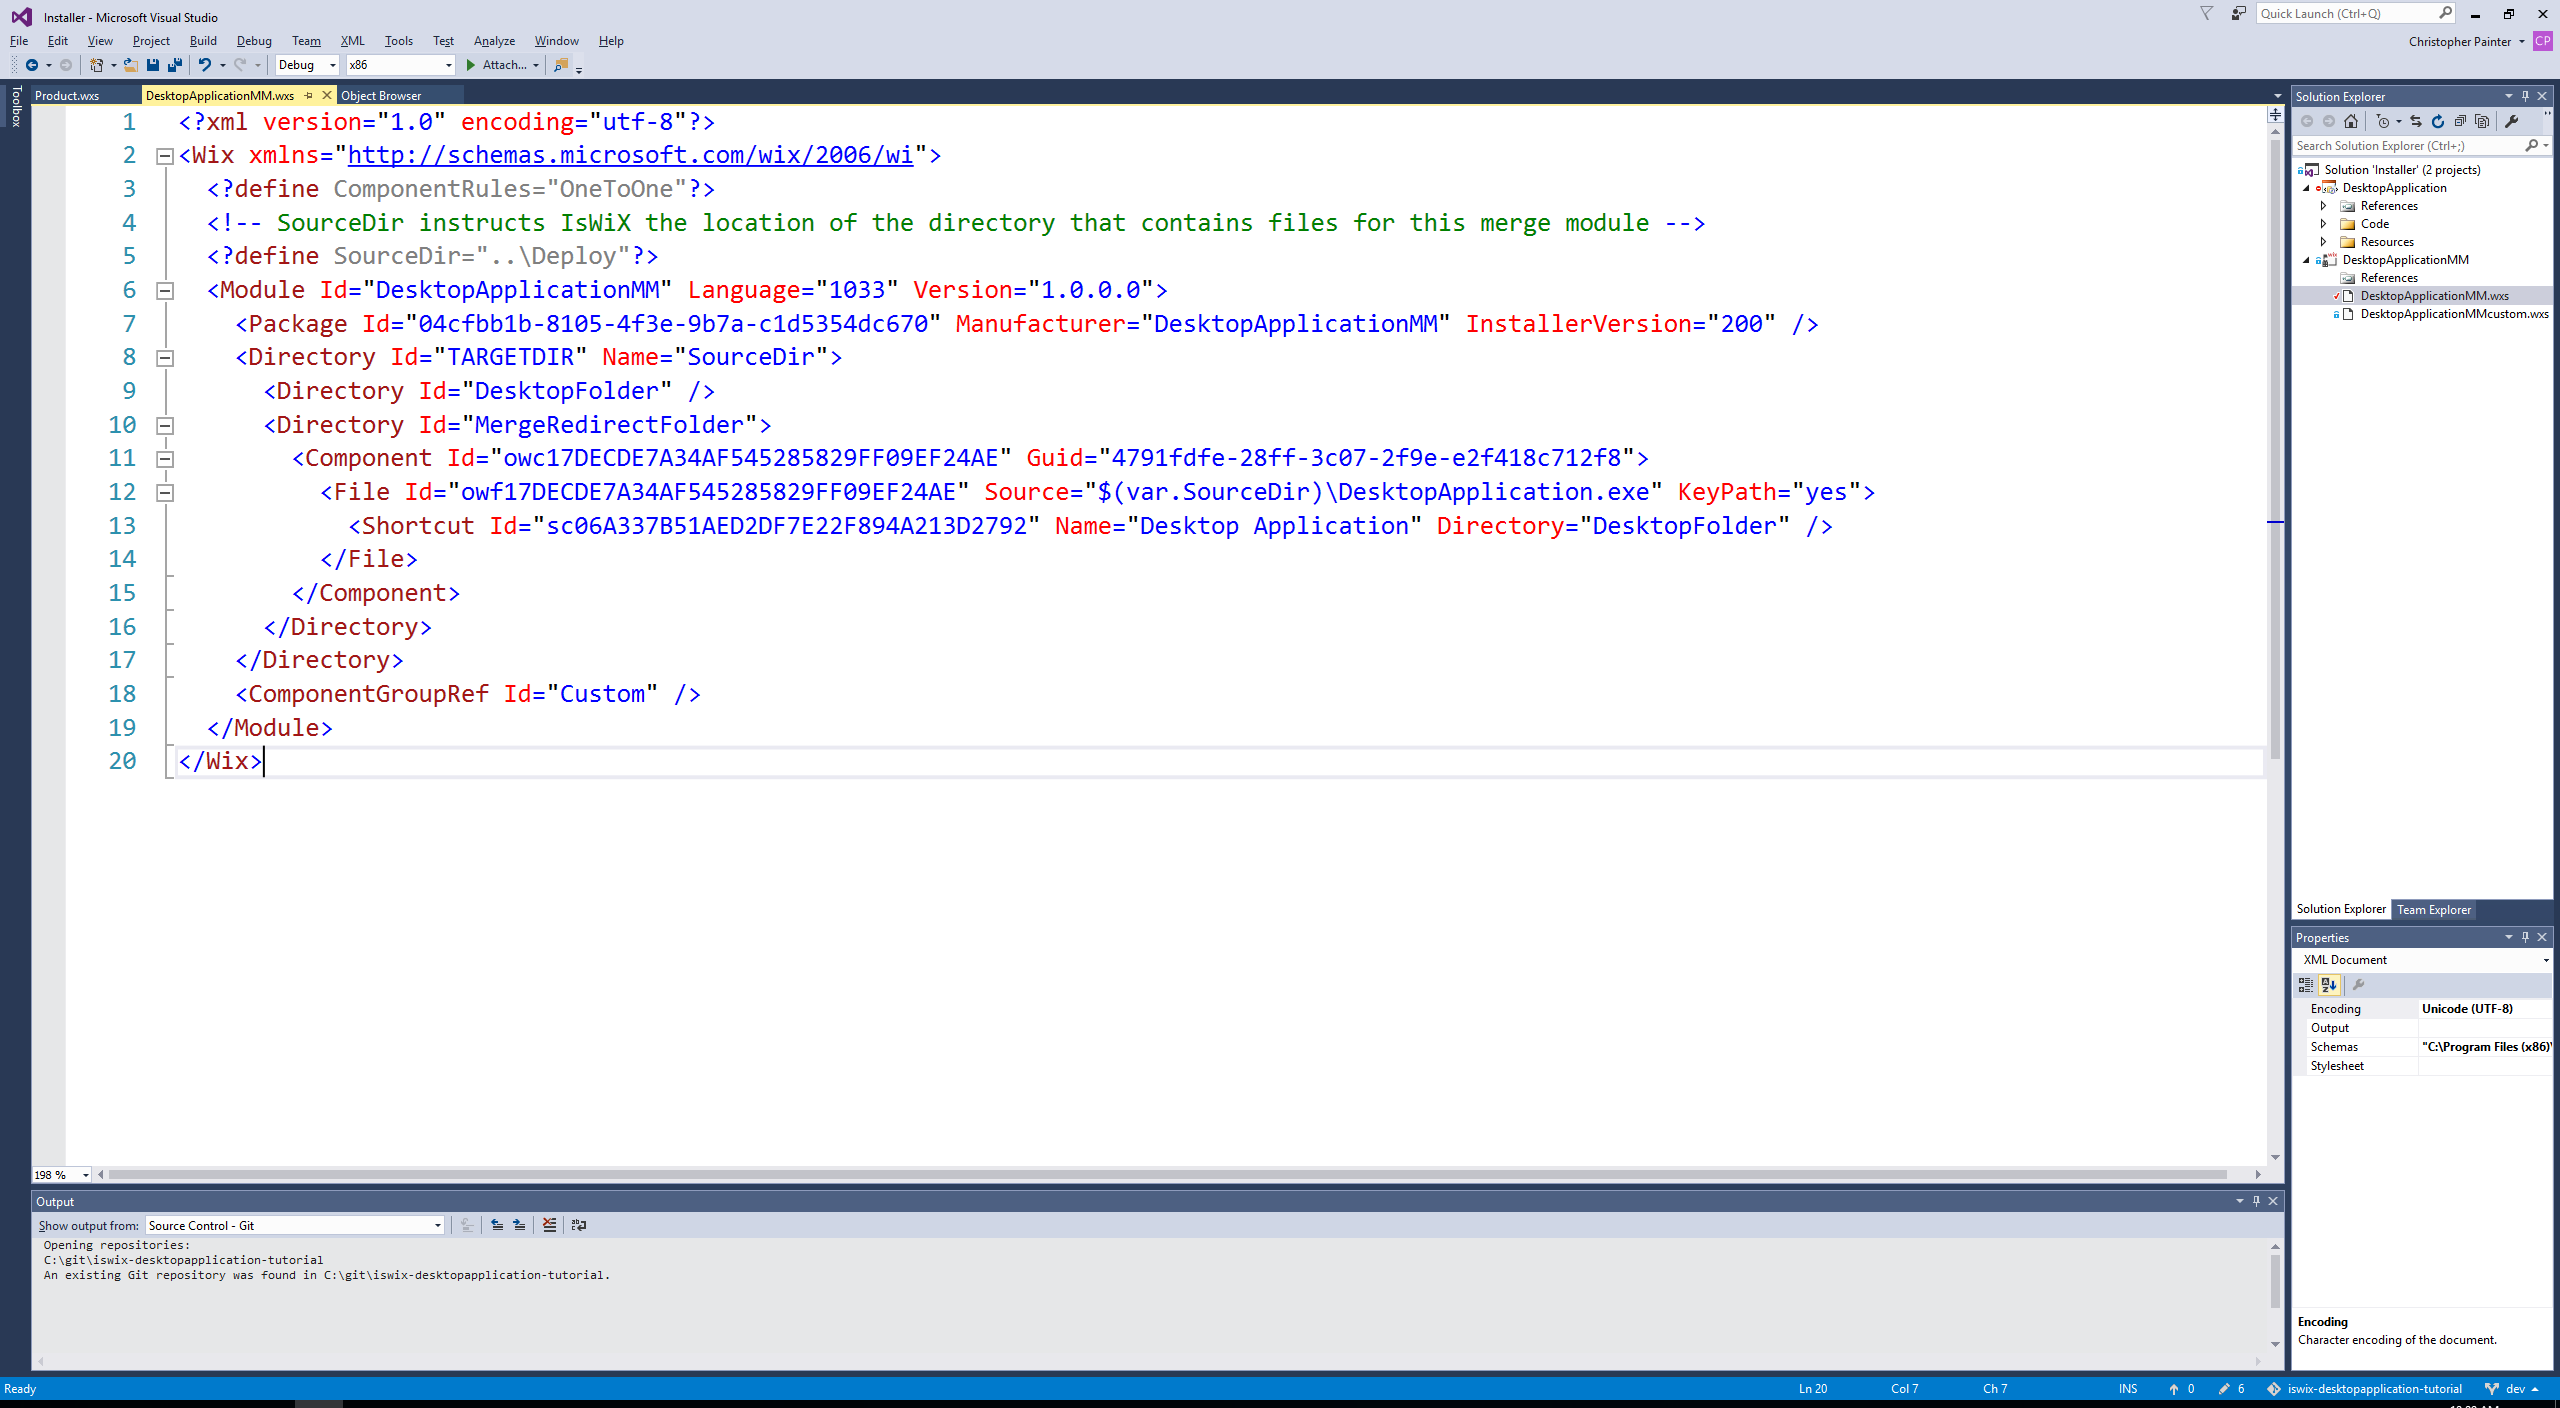 Installer - Microsoft Visual Studio
Quick Launch (Ctrl+Q)
File Edit View Project Build Debug Team XML Tools Test Analyze Window Help
Christopher Painter CP
Debug x86 Attach...
Toolbox
Product.wxs DesktopApplicationMM.wxs Object Browser
1 <?xml version="1.0" encoding="utf-8"?>
2 <Wix xmlns="http://schemas.microsoft.com/wix/2006/wi">
3 <?define ComponentRules="OneToOne"?>
4 <!-- SourceDir instructs IsWiX the location of the directory that contains files for this merge module -->
5 <?define SourceDir="..\Deploy"?>
6 <Module Id="DesktopApplicationMM" Language="1033" Version="1.0.0.0">
7 <Package Id="04cfbb1b-8105-4f3e-9b7a-c1d5354dc670" Manufacturer="DesktopApplicationMM" InstallerVersion="200" />
8 <Directory Id="TARGETDIR" Name="SourceDir">
9 <Directory Id="DesktopFolder" />
10 <Directory Id="MergeRedirectFolder">
11 <Component Id="owc17DECDE7A34AF545285829FF09EF24AE" Guid="4791fdfe-28ff-3c07-2f9e-e2f418c712f8">
12 <File Id="owf17DECDE7A34AF545285829FF09EF24AE" Source="$(var.SourceDir)\DesktopApplication.exe" KeyPath="yes">
13 <Shortcut Id="sc06A337B51AED2DF7E22F894A213D2792" Name="Desktop Application" Directory="DesktopFolder" />
14 </File>
15 </Component>
16 </Directory>
17 </Directory>
18 <ComponentGroupRef Id="Custom" />
19 </Module>
20 </Wix>
198 %
Output
Show output from: Source Control - Git
Opening repositories:
C:\git\iswix-desktopapplication-tutorial
An existing Git repository was found in C:\git\iswix-desktopapplication-tutorial.
Solution Explorer
Search Solution Explorer (Ctrl+;)
Solution 'Installer' (2 projects)
DesktopApplication
References
Code
Resources
DesktopApplicationMM
References
DesktopApplicationMM.wxs
DesktopApplicationMMcustom.wxs
Solution Explorer Team Explorer
Properties
XML Document
Encoding Unicode (UTF-8)
Output
Schemas "C:\Program Files (x86)\
Stylesheet
Encoding
Character encoding of the document.
Ready Ln 20 Col 7 Ch 7 INS 0 6 iswix-desktopapplication-tutorial dev